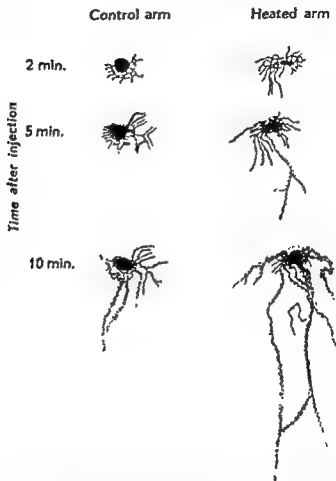 Control arm
Heated arm
2 min.
5 min.
10 min.
Time after injection